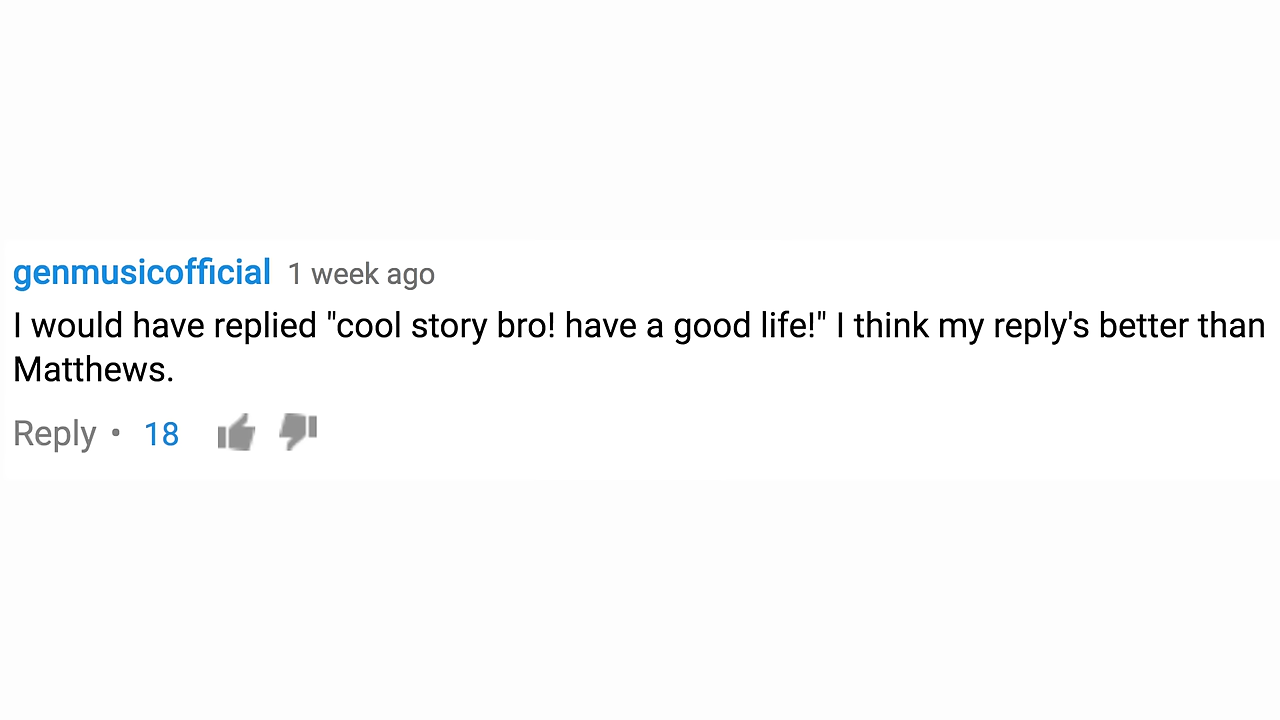 genmusicofficial 1 week ago
I would have replied "cool story bro! have a good life!" I think my reply's better than
Matthews.
Reply • 18